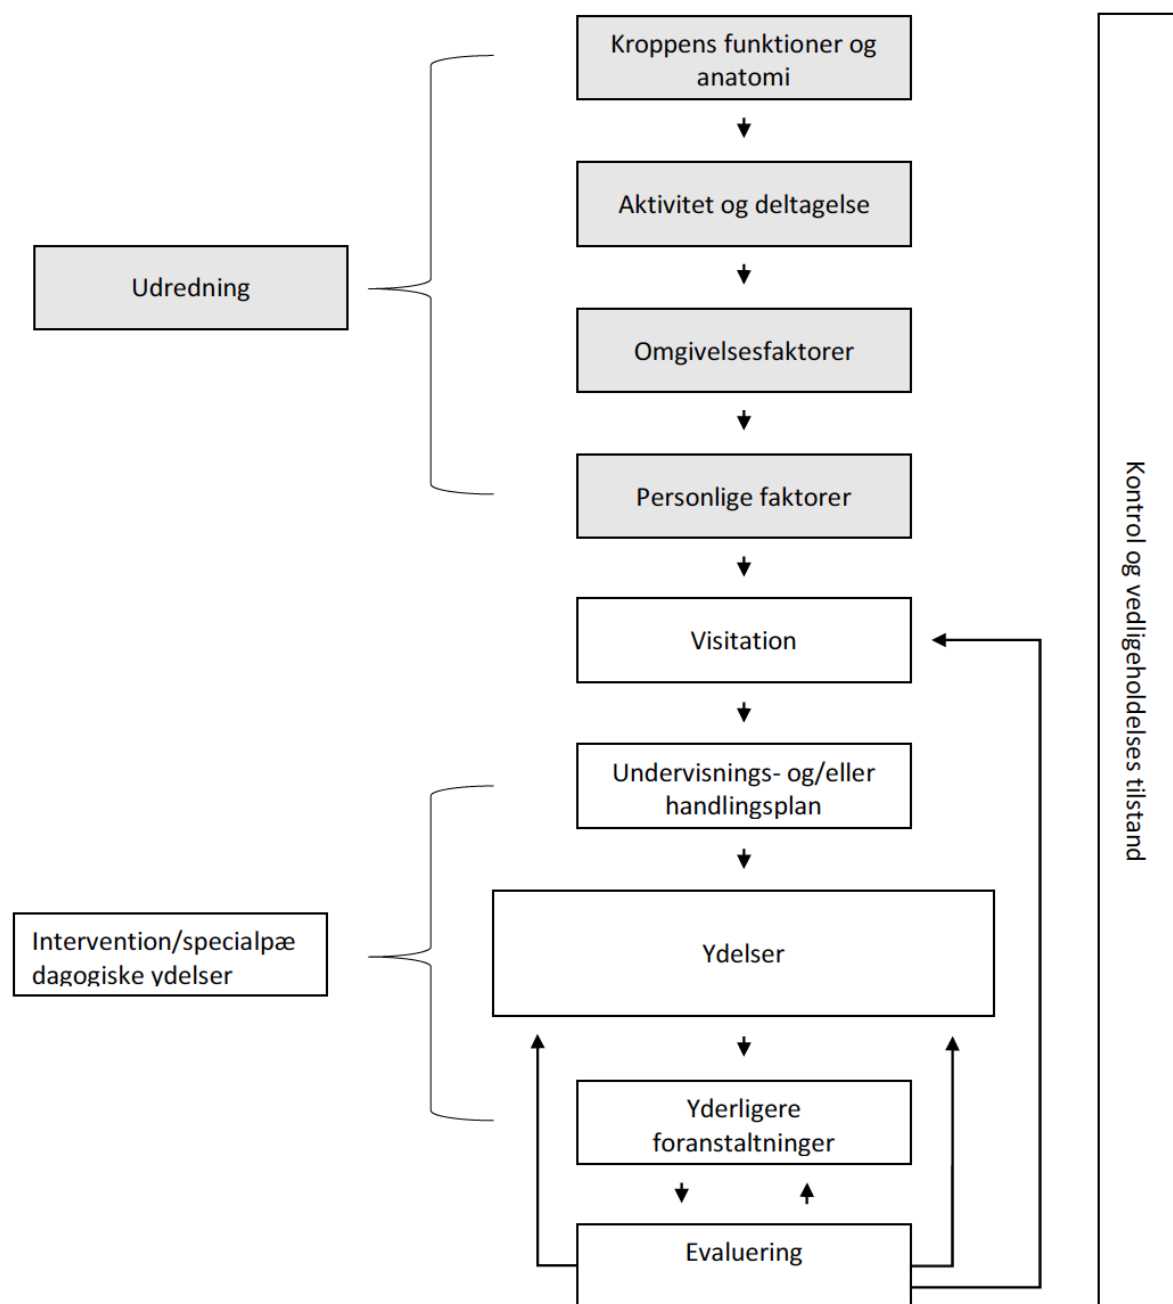 Kroppens funktioner og
anatomi
Aktivitet og deltagelse
Udredning
Omgivelsesfaktorer
Personlige faktorer
Visitation
Undervisnings- og/eller
handlingsplan
Intervention/specialpæ
dagogiske ydelser
Ydelser
Yderligere
foranstaltninger
Evaluering
Kontrol og vedligeholdelses tilstand